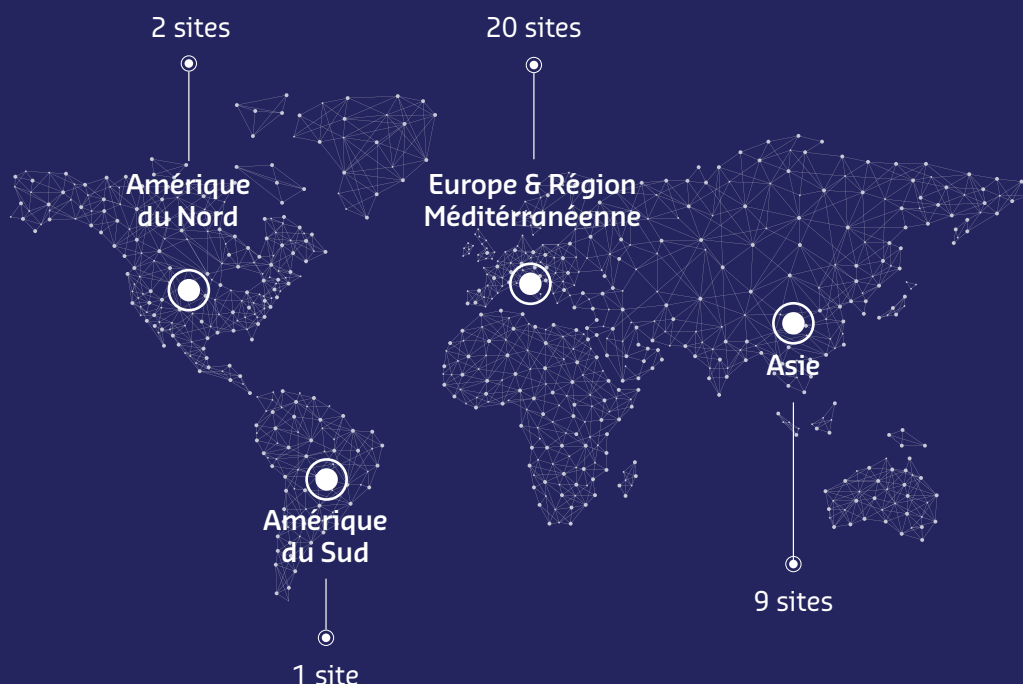 2 sites
20 sites
Amérique
du Nord
Europe & Région
Méditérranéenne
Asie
Amérique
du Sud
9 sites
1 site